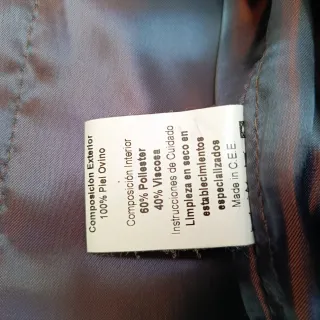 Composicion Exterior
100% Piel Ovino
Composición Interior
60% Poliester
40% Viscosa
Instrucciones de Cuidado
Limpieza en seco en
establecimientos
especializados
Made in C.E.E